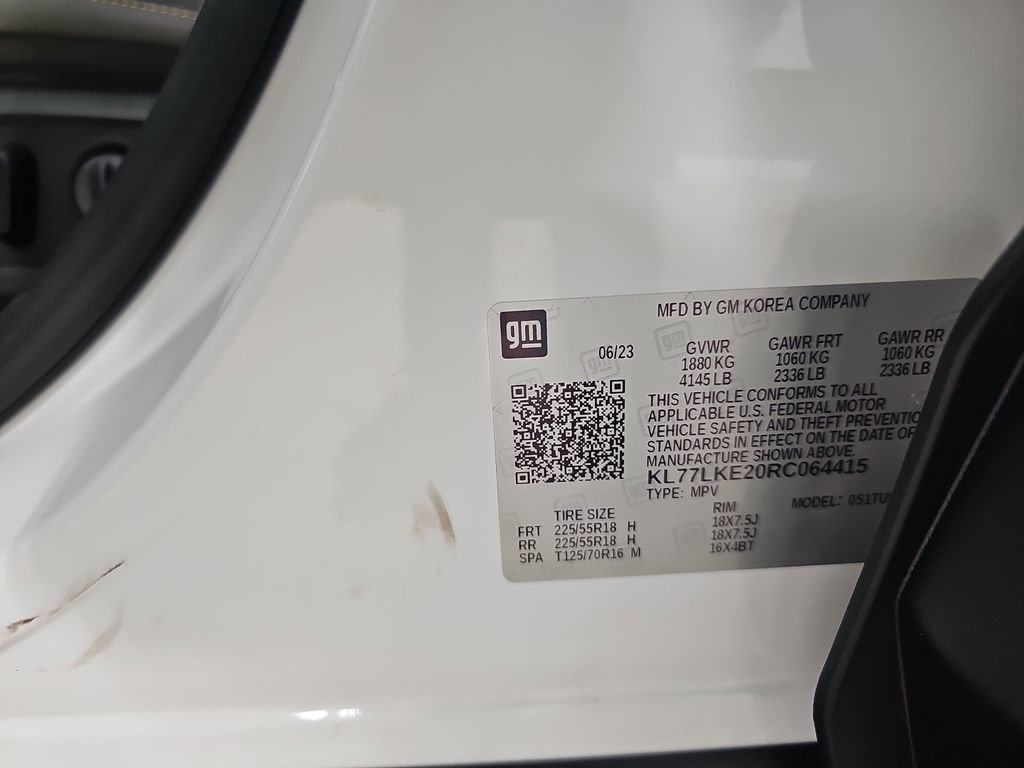 MFD BY GM KOREA COMPANY
gm
06/23
GVWR GAWR FRT GAWR RR
1880 KG 1060 KG 1060 KG
4145 LB 2336 LB 2336 LB
THIS VEHICLE CONFORMS TO ALL
APPLICABLE U.S. FEDERAL MOTOR
VEHICLE SAFETY AND THEFT PREVENTIO
STANDARDS IN EFFECT ON THE DATE OF
MANUFACTURE SHOWN ABOVE.
KL77LKE20RC064415
TYPE: MPV MODEL: 051TU
TIRE SIZE RIM
FRT 225/55R18 H 18X7.5J
RR 225/55R18 H 18X7.5J
SPA T125/70R16 M 16X4BT